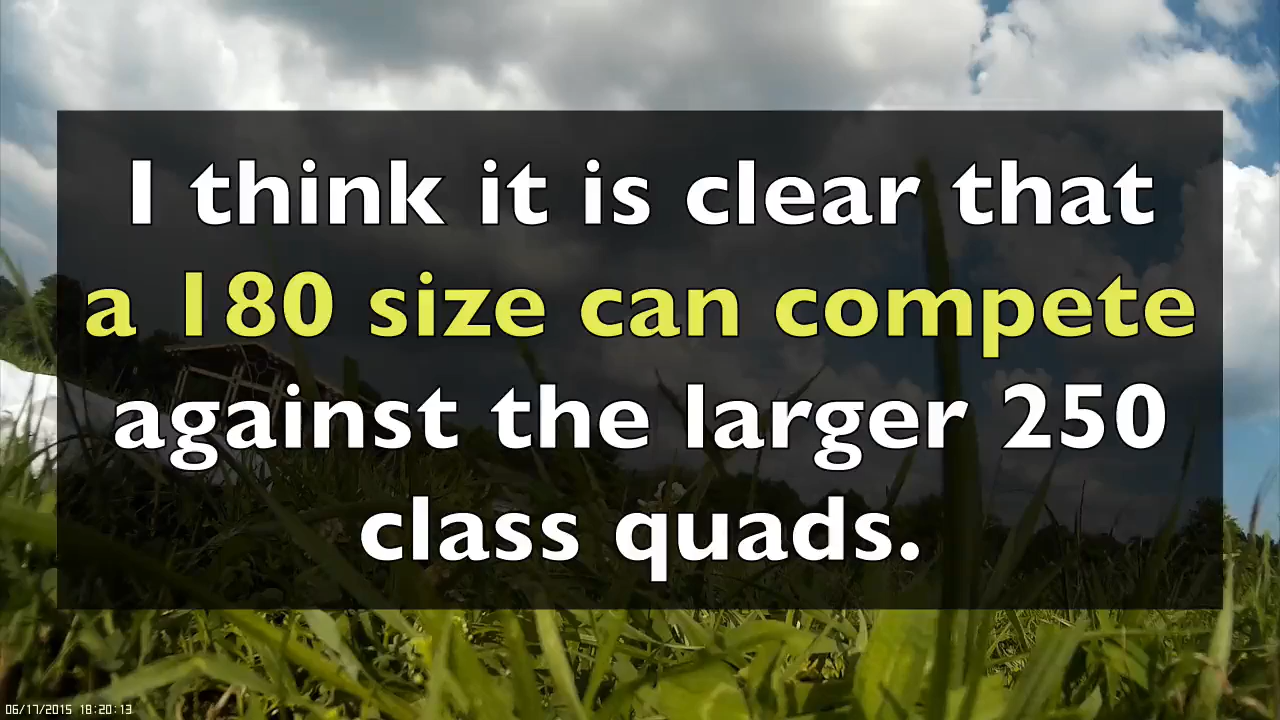 I think it is clear that
a 180 size can compete
against the larger 250
class quads.
06/17/2015 18:20:13